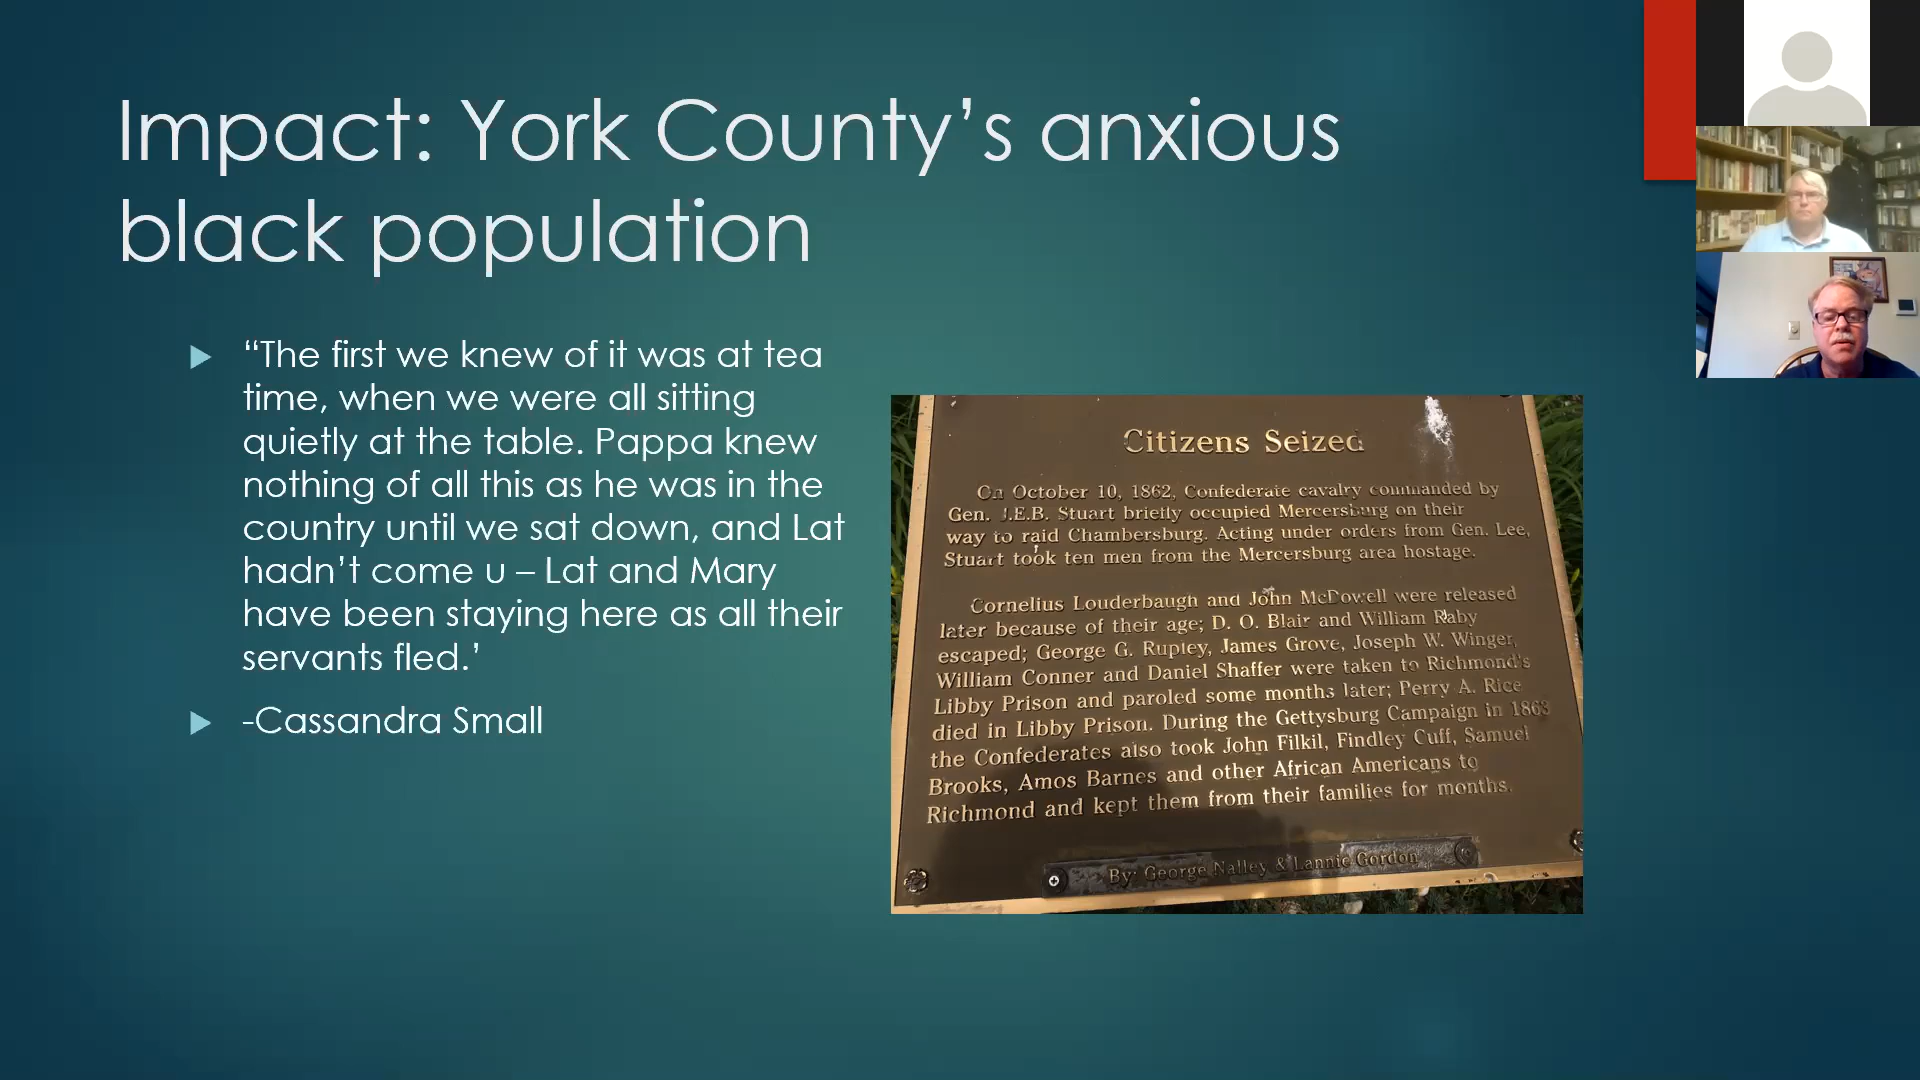 Impact: York County’s anxious
black population
“The first we knew of it was at tea
time, when we were all sitting
quietly at the table. Pappa knew
nothing of all this as he was in the
country until we sat down, and Lat
hadn’t come u – Lat and Mary
have been staying here as all their
servants fled.’
-Cassandra Small
Citizens Seized
On October 10, 1862, Confederate cavalry commanded by
Gen. J.E.B. Stuart briefly occupied Mercersburg on their
way to raid Chambersburg. Acting under orders from Gen. Lee,
Stuart took ten men from the Mercersburg area hostage.
Cornelius Louderbaugh and John McDowell were released
later because of their age; D. O. Blair and William Raby
escaped; George G. Rupley, James Grove, Joseph W. Winger,
William Conner and Daniel Shaffer were taken to Richmond's
Libby Prison and paroled some months later; Perry A. Rice
died in Libby Prison. During the Gettysburg Campaign in 1863
the Confederates also took John Filkil, Findley Cuff, Samuel
Brooks, Amos Barnes and other African Americans to
Richmond and kept them from their families for months.
By: George Nalley & Lannie Gordon